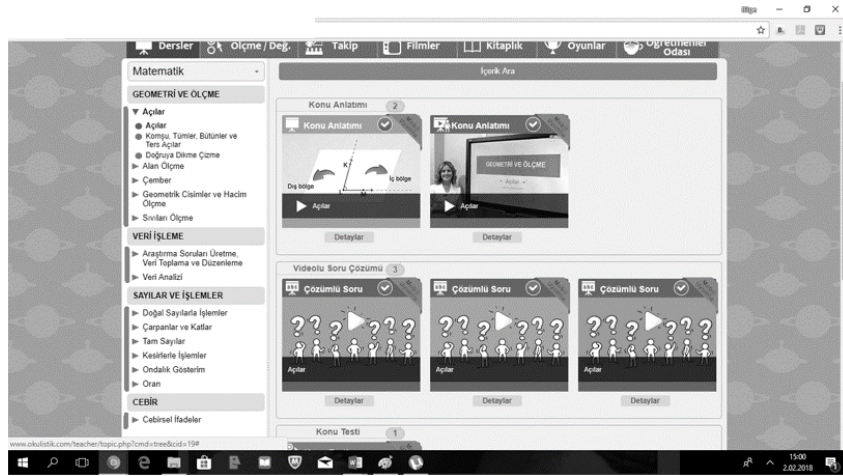 Bilge
Dersler Ölçme / Değ. Takip Filmler Kitaplık Oyunlar Öğretmenler Odası
Matematik
İçerik Ara
GEOMETRİ VE ÖLÇME
Açılar
Açılar
Komşu, Tümler, Bütünler ve
Ters Açılar
Doğruya Dikme Çizme
Alan Ölçme
Çember
Geometrik Cisimler ve Hacim
Ölçme
Sıvıları Ölçme
VERİ İŞLEME
Araştırma Soruları Üretme,
Veri Toplama ve Düzenleme
Veri Analizi
SAYILAR VE İŞLEMLER
Doğal Sayılarla İşlemler
Çarpanlar ve Katlar
Tam Sayılar
Kesirlerle İşlemler
Ondalık Gösterim
Oran
CEBİR
Cebirsel İfadeler
Konu Anlatımı 2
Konu Anlatımı
K
Dış bölge
İç bölge
L M
Açılar
Detaylar
Konu Anlatımı
GEOMETRİ VE ÖLÇME
Açılar
Açılar
Detaylar
Videolu Soru Çözümü 3
Çözümlü Soru
? ? ? ? ? ?
Açılar
Detaylar
Çözümlü Soru
? ? ? ? ? ?
Açılar
Detaylar
Çözümlü Soru
? ? ? ? ? ?
Açılar
Detaylar
Konu Testi 1
www.okulistik.com/teacher/topic.php?cmd=tree&cid=19#
15:00
2.02.2018